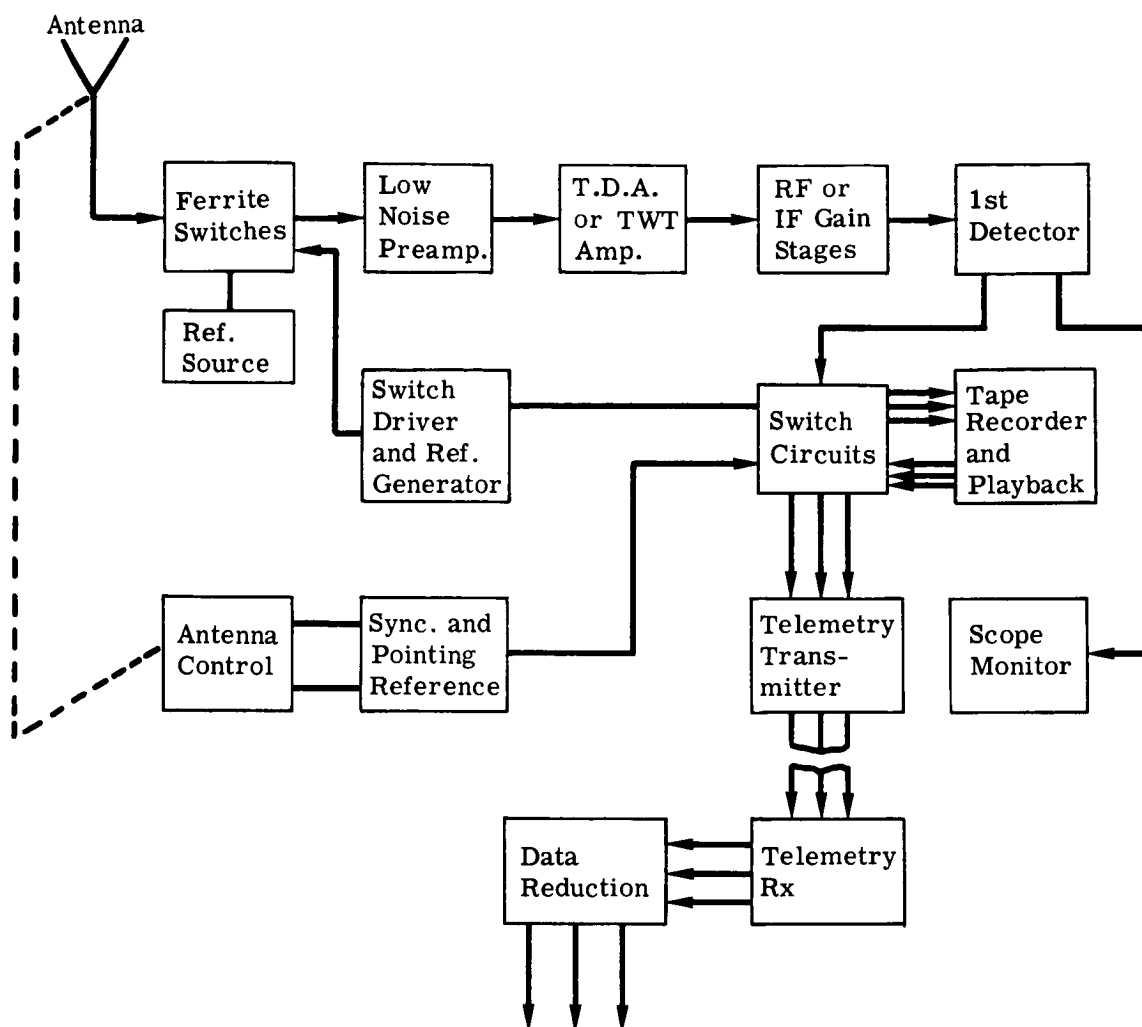 Antenna
Ferrite
Switches
Low
Noise
Preamp.
T.D.A.
or TWT
Amp.
RF or
IF Gain
Stages
1st
Detector
Ref.
Source
Switch
Driver
and Ref.
Generator
Switch
Circuits
Tape
Recorder
and
Playback
Antenna
Control
Sync. and
Pointing
Reference
Telemetry
Trans-
mitter
Scope
Monitor
Data
Reduction
Telemetry
Rx